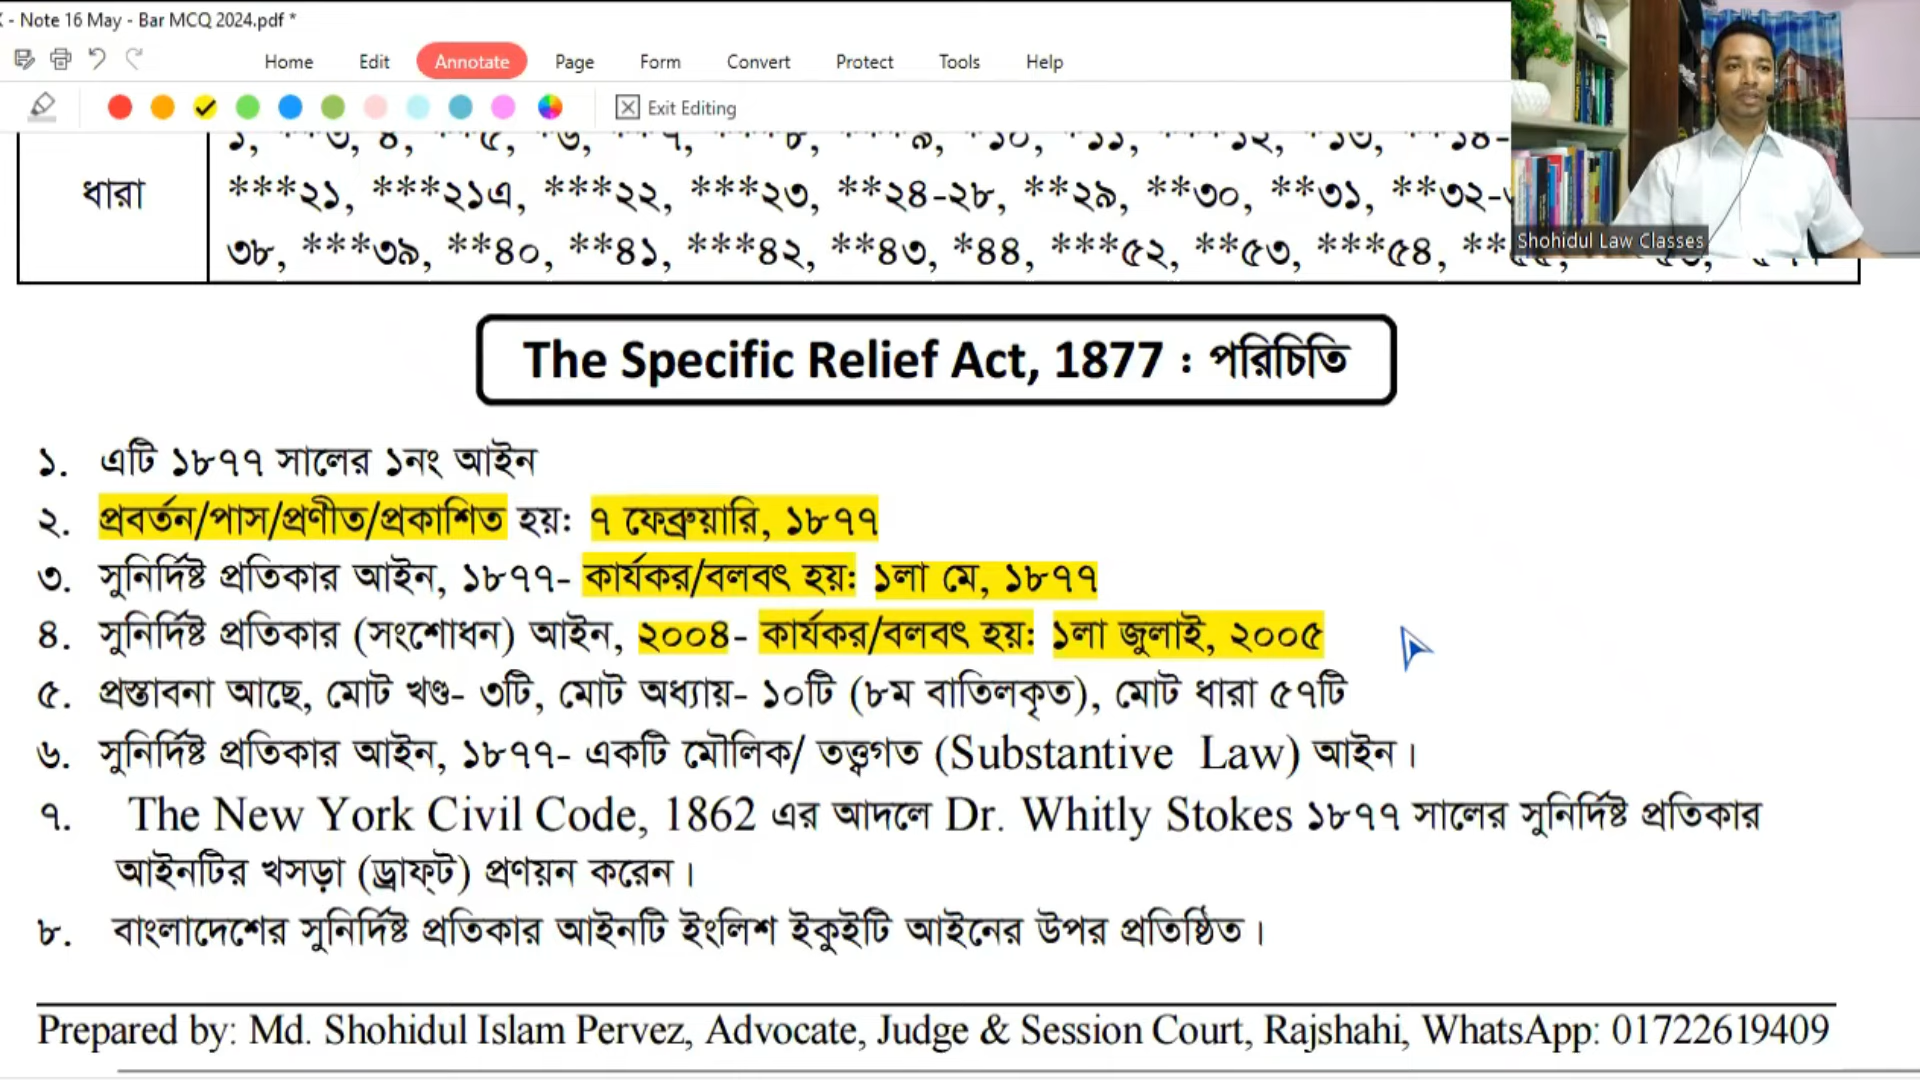 - Note 16 May - Bar MCQ 2024.pdf *
Home Edit Annotate Page Form Convert Protect Tools Help
Exit Editing
ধারা
***২১, ***২১এ, ***২২, ***২৩, **২৪-২৮, **২৯, **৩০, **৩১, **৩২-
৩৮, ***৩৯, **৪০, **৪১, ***৪২, **৪৩, *৪৪, ***৫২, **৫৩, ***৫৪, **
Shohidul Law Classes
The Specific Relief Act, 1877 : পরিচিতি
১. এটি ১৮৭৭ সালের ১নং আইন
২. প্রবর্তন/পাস/প্রণীত/প্রকাশিত হয়: ৭ ফেব্রুয়ারি, ১৮৭৭
৩. সুনির্দিষ্ট প্রতিকার আইন, ১৮৭৭- কার্যকর/বলবৎ হয়: ১লা মে, ১৮৭৭
৪. সুনির্দিষ্ট প্রতিকার (সংশোধন) আইন, ২০০৪- কার্যকর/বলবৎ হয়: ১লা জুলাই, ২০০৫
৫. প্রস্তাবনা আছে, মোট খণ্ড- ৩টি, মোট অধ্যায়- ১০টি (৮ম বাতিলকৃত), মোট ধারা ৫৭টি
৬. সুনির্দিষ্ট প্রতিকার আইন, ১৮৭৭- একটি মৌলিক/ তত্ত্বগত (Substantive Law) আইন।
৭. The New York Civil Code, 1862 এর আদলে Dr. Whitly Stokes ১৮৭৭ সালের সুনির্দিষ্ট প্রতিকার
আইনটির খসড়া (ড্রাফ্ট) প্রণয়ন করেন।
৮. বাংলাদেশের সুনির্দিষ্ট প্রতিকার আইনটি ইংলিশ ইকুইটি আইনের উপর প্রতিষ্ঠিত।
Prepared by: Md. Shohidul Islam Pervez, Advocate, Judge & Session Court, Rajshahi, WhatsApp: 01722619409